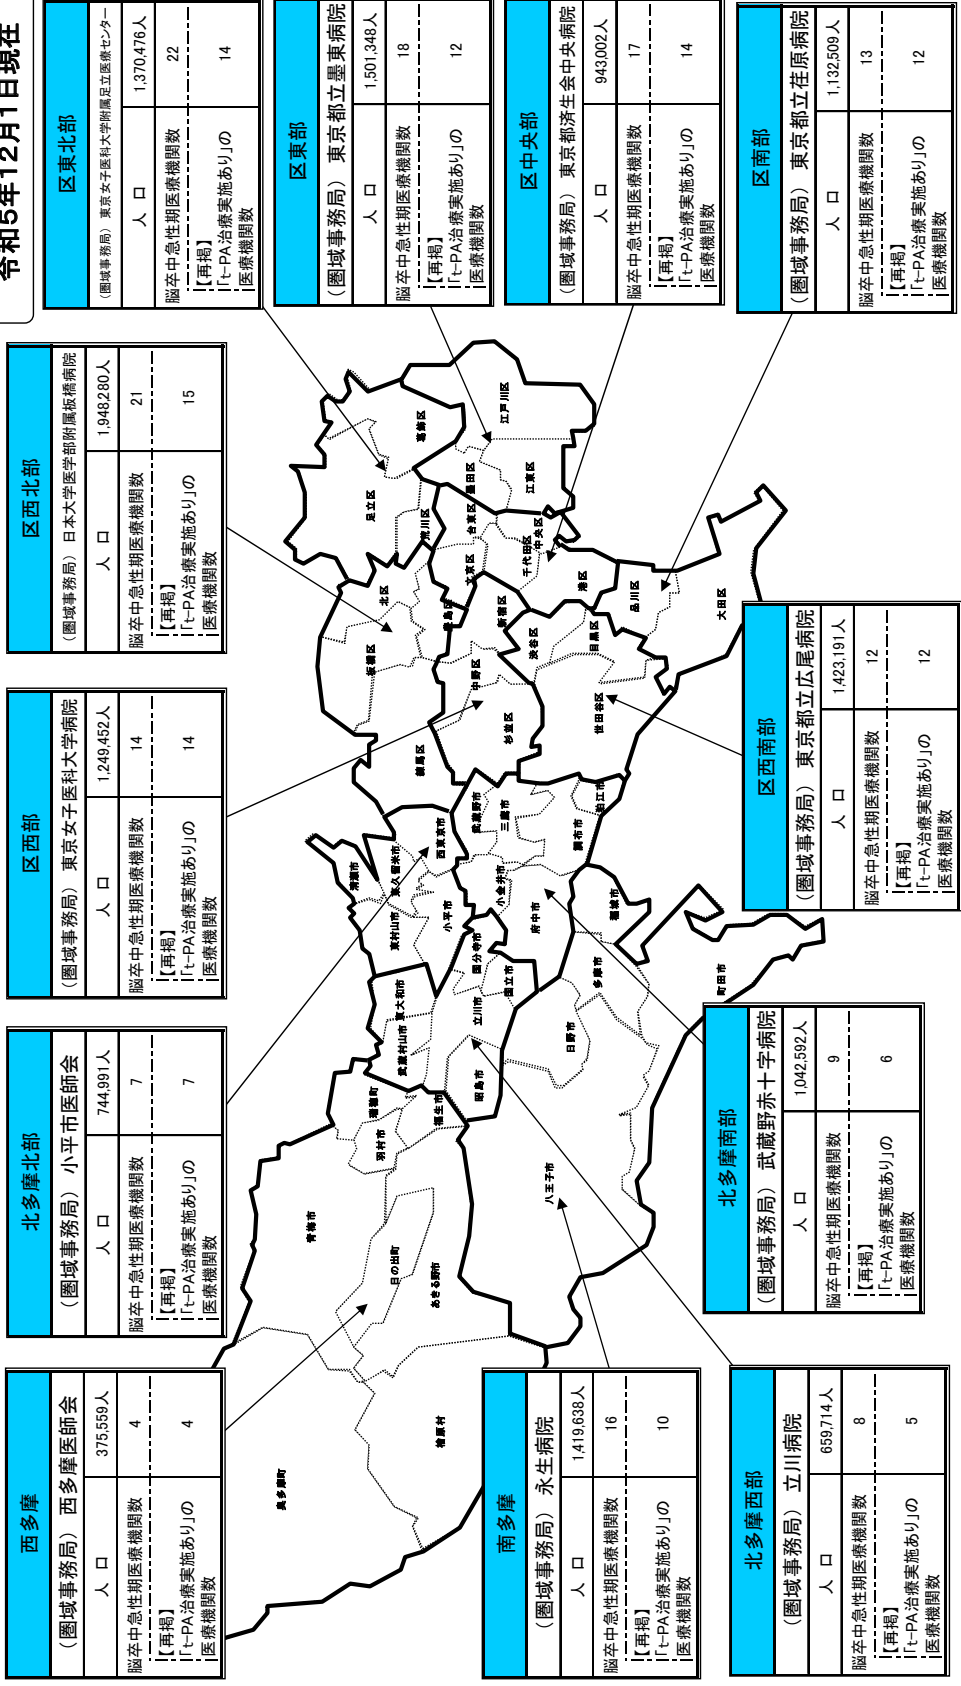 令和5年12月1日現在
西多摩
（圏域事務局） 西多摩医師会
人 口 375,559人
脳卒中急性期医療機関数 4
【再掲】
「t-PA治療実施あり」の
医療機関数 4
北多摩北部
（圏域事務局） 小平市医師会
人 口 744,991人
脳卒中急性期医療機関数 7
【再掲】
「t-PA治療実施あり」の
医療機関数 7
区西部
（圏域事務局） 東京女子医科大学病院
人 口 1,249,452人
脳卒中急性期医療機関数 14
【再掲】
「t-PA治療実施あり」の
医療機関数 14
区西北部
（圏域事務局） 日本大学医学部附属板橋病院
人 口 1,948,280人
脳卒中急性期医療機関数 21
【再掲】
「t-PA治療実施あり」の
医療機関数 15
区東北部
（圏域事務局） 東京女子医科大学附属足立医療センター
人 口 1,370,476人
脳卒中急性期医療機関数 22
【再掲】
「t-PA治療実施あり」の
医療機関数 14
区東部
（圏域事務局） 東京都立墨東病院
人 口 1,501,348人
脳卒中急性期医療機関数 18
【再掲】
「t-PA治療実施あり」の
医療機関数 12
区中央部
（圏域事務局） 東京都済生会中央病院
人 口 943,002人
脳卒中急性期医療機関数 17
【再掲】
「t-PA治療実施あり」の
医療機関数 14
区南部
（圏域事務局） 東京都立荏原病院
人 口 1,132,509人
脳卒中急性期医療機関数 13
【再掲】
「t-PA治療実施あり」の
医療機関数 12
区西南部
（圏域事務局） 東京都立広尾病院
人 口 1,423,191人
脳卒中急性期医療機関数 12
【再掲】
「t-PA治療実施あり」の
医療機関数 12
北多摩南部
（圏域事務局） 武蔵野赤十字病院
人 口 1,042,592人
脳卒中急性期医療機関数 9
【再掲】
「t-PA治療実施あり」の
医療機関数 6
南多摩
（圏域事務局） 永生病院
人 口 1,419,638人
脳卒中急性期医療機関数 16
【再掲】
「t-PA治療実施あり」の
医療機関数 10
北多摩西部
（圏域事務局） 立川病院
人 口 659,714人
脳卒中急性期医療機関数 8
【再掲】
「t-PA治療実施あり」の
医療機関数 5
奥多摩町
檜原村
青梅市
日の出町
あきる野市
羽村市
瑞穂町
福生市
武蔵村山市
東大和市
昭島市
立川市
国分寺市
国立市
八王子市
日野市
多摩市
町田市
稲城市
東村山市
清瀬市
東久留米市
小平市
西東京市
小金井市
府中市
武蔵野市
三鷹市
調布市
狛江市
練馬区
板橋区
北区
豊島区
中野区
杉並区
新宿区
渋谷区
目黒区
世田谷区
足立区
荒川区
葛飾区
文京区
台東区
千代田区
中央区
港区
墨田区
江東区
江戸川区
品川区
大田区